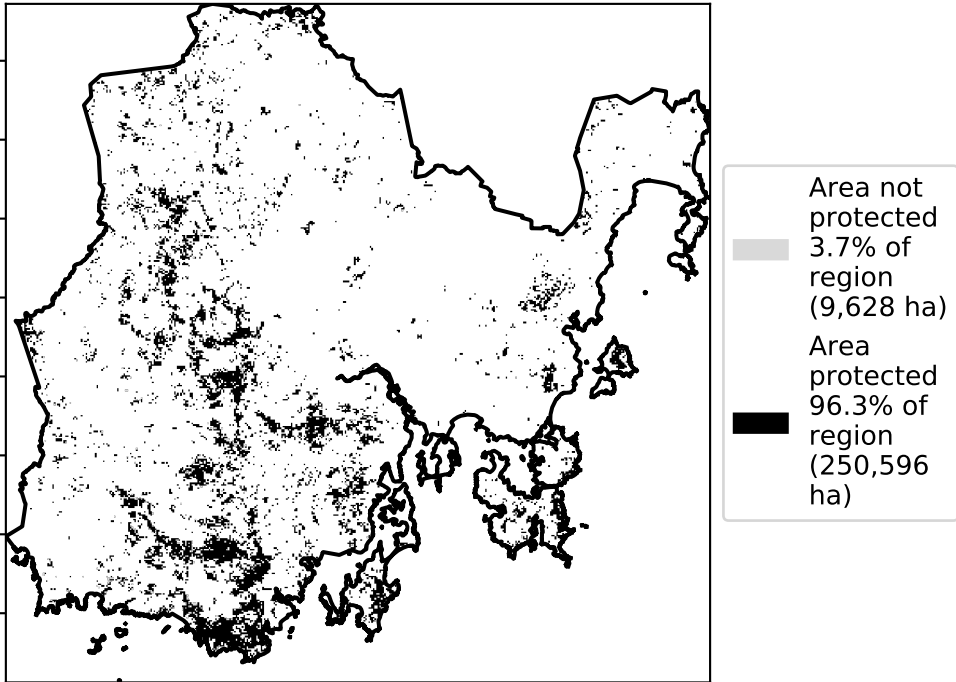 Area not
protected
3.7% of
region
(9,628 ha)
Area
protected
96.3% of
region
(250,596
ha)